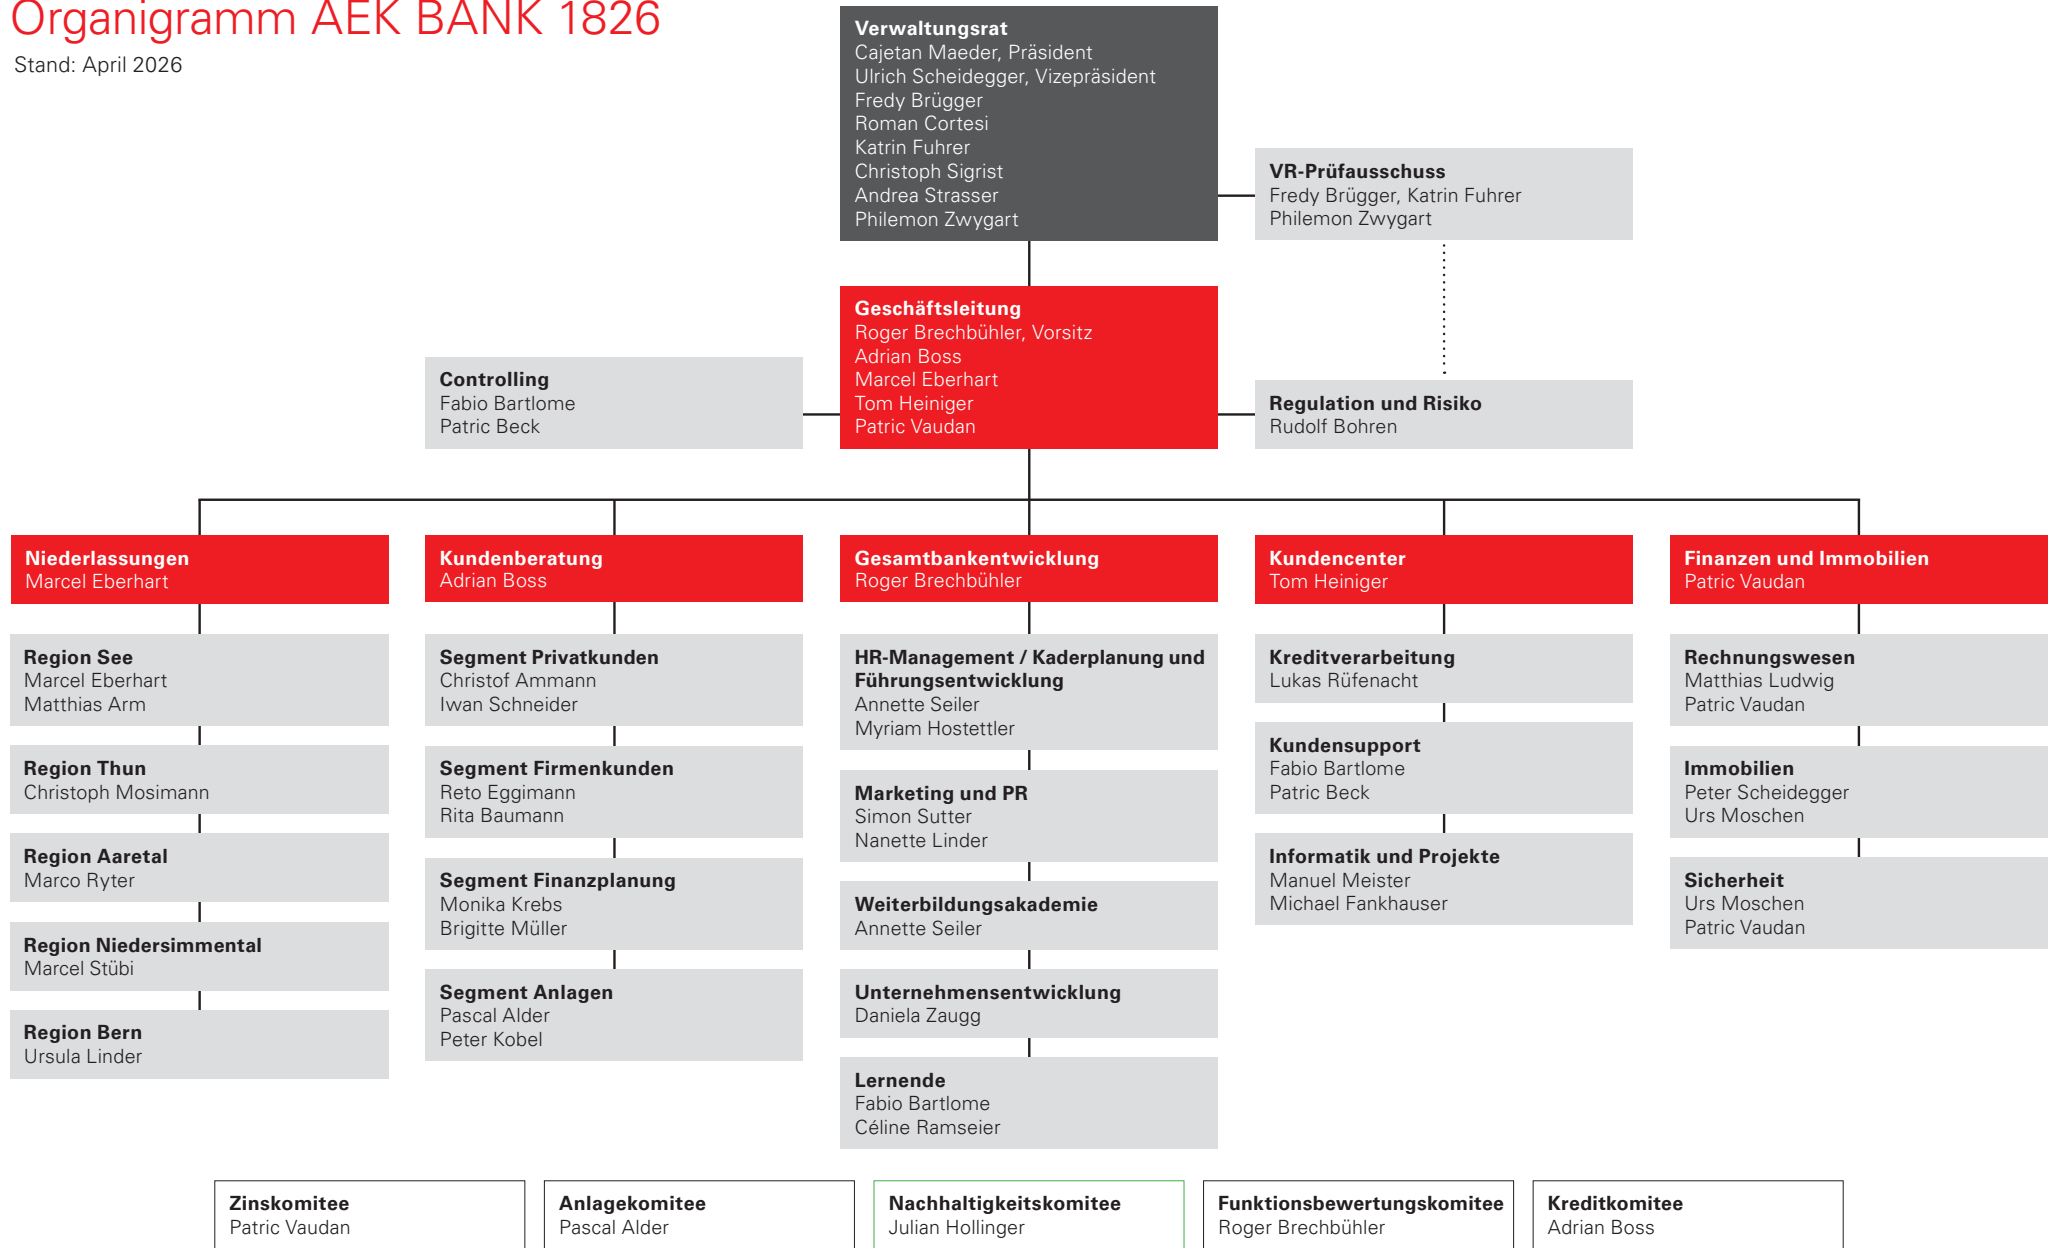 Organigramm AEK BANK 1826
Stand: April 2026
Verwaltungsrat
Cajetan Maeder, Präsident
Ulrich Scheidegger, Vizepräsident
Fredy Brügger
Roman Cortesi
Katrin Fuhrer
Christoph Sigrist
Andrea Strasser
Philemon Zwygart
VR-Prüfausschuss
Fredy Brügger, Katrin Fuhrer
Philemon Zwygart
Geschäftsleitung
Roger Brechbühler, Vorsitz
Adrian Boss
Marcel Eberhart
Tom Heiniger
Patric Vaudan
Controlling
Fabio Bartlome
Patric Beck
Regulation und Risiko
Rudolf Bohren
Niederlassungen
Marcel Eberhart
Region See
Marcel Eberhart
Matthias Arm
Region Thun
Christoph Mosimann
Region Aaretal
Marco Ryter
Region Niedersimmental
Marcel Stübi
Region Bern
Ursula Linder
Kundenberatung
Adrian Boss
Segment Privatkunden
Christof Ammann
Iwan Schneider
Segment Firmenkunden
Reto Eggimann
Rita Baumann
Segment Finanzplanung
Monika Krebs
Brigitte Müller
Segment Anlagen
Pascal Alder
Peter Kobel
Gesamtbankentwicklung
Roger Brechbühler
HR-Management / Kaderplanung und
Führungsentwicklung
Annette Seiler
Myriam Hostettler
Marketing und PR
Simon Sutter
Nanette Linder
Weiterbildungsakademie
Annette Seiler
Unternehmensentwicklung
Daniela Zaugg
Lernende
Fabio Bartlome
Céline Ramseier
Kundencenter
Tom Heiniger
Kreditverarbeitung
Lukas Rüfenacht
Kundensupport
Fabio Bartlome
Patric Beck
Informatik und Projekte
Manuel Meister
Michael Fankhauser
Finanzen und Immobilien
Patric Vaudan
Rechnungswesen
Matthias Ludwig
Patric Vaudan
Immobilien
Peter Scheidegger
Urs Moschen
Sicherheit
Urs Moschen
Patric Vaudan
Zinskomitee
Patric Vaudan
Anlagekomitee
Pascal Alder
Nachhaltigkeitskomitee
Julian Hollinger
Funktionsbewertungskomitee
Roger Brechbühler
Kreditkomitee
Adrian Boss